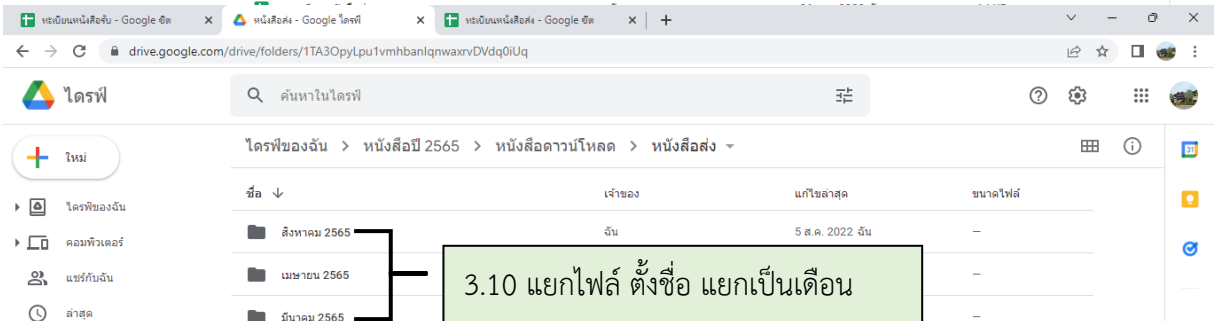 ทะเบียนหนังสือรับ - Google ชีต
หนังสือส่ง - Google ไดรฟ์
ทะเบียนหนังสือส่ง - Google ชีต
drive.google.com/drive/folders/1TA3OpyLpu1vmhbanIqnwaxrvDVdq0iUq
ไดรฟ์
ค้นหาในไดรฟ์
ใหม่
ไดรฟ์ของฉัน > หนังสือปี 2565 > หนังสือดาวน์โหลด > หนังสือส่ง
ชื่อ เจ้าของ แก้ไขล่าสุด ขนาดไฟล์
ไดรฟ์ของฉัน
สิงหาคม 2565 ฉัน 5 ส.ค. 2022 ฉัน –
คอมพิวเตอร์
เมษายน 2565 –
3.10 แยกไฟล์ ตั้งชื่อ แยกเป็นเดือน
แชร์กับฉัน
มีนาคม 2565 –
ล่าสุด
31